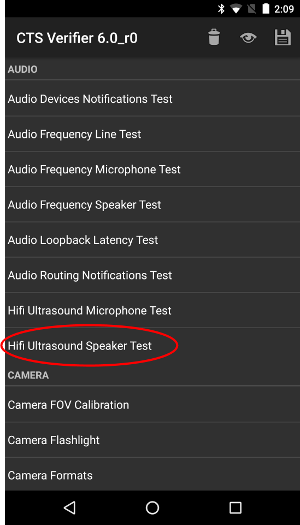 2:09
CTS Verifier 6.0_r0
AUDIO
Audio Devices Notifications Test
Audio Frequency Line Test
Audio Frequency Microphone Test
Audio Frequency Speaker Test
Audio Loopback Latency Test
Audio Routing Notifications Test
Hifi Ultrasound Microphone Test
Hifi Ultrasound Speaker Test
CAMERA
Camera FOV Calibration
Camera Flashlight
Camera Formats